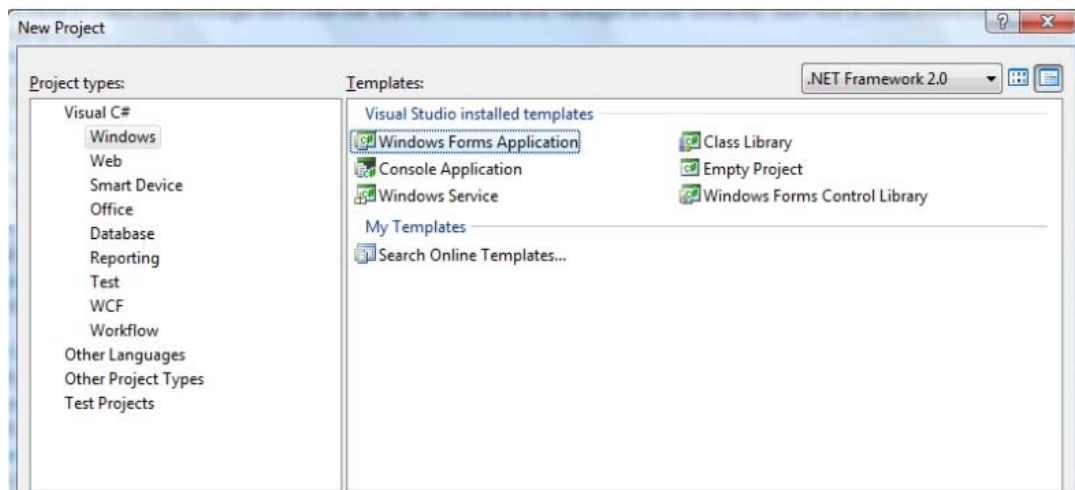 New Project
Project types:
Visual C#
Windows
Web
Smart Device
Office
Database
Reporting
Test
WCF
Workflow
Other Languages
Other Project Types
Test Projects
Templates:
.NET Framework 2.0
Visual Studio installed templates
Windows Forms Application
Class Library
Console Application
Empty Project
Windows Service
Windows Forms Control Library
My Templates
Search Online Templates...